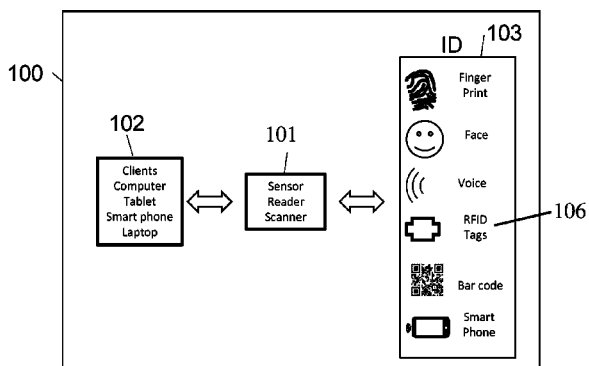 100
102
Clients
Computer
Tablet
Smart phone
Laptop
101
Sensor
Reader
Scanner
ID
103
Finger
Print
Face
Voice
RFID
Tags
106
Bar code
Smart
Phone